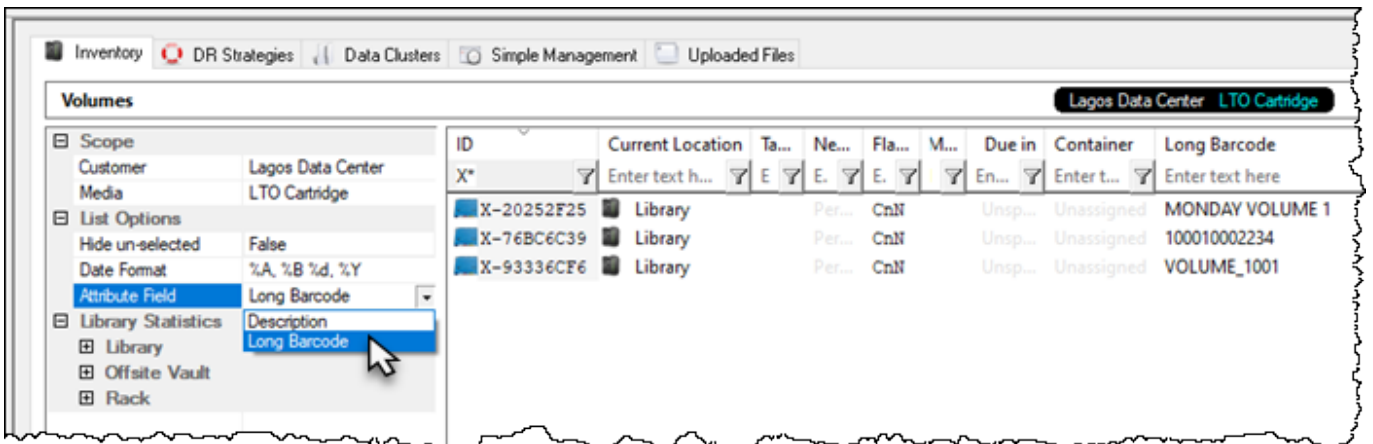 Inventory DR Strategies Data Clusters Simple Management Uploaded Files
Volumes Lagos Data Center LTO Cartridge
Scope
Customer Lagos Data Center
Media LTO Cartridge
List Options
Hide un-selected False
Date Format %A, %B %d, %Y
Attribute Field Long Barcode
Description
Long Barcode
Library Statistics
Library
Offsite Vault
Rack
ID Current Location Ta... Ne... Fla... M... Due in Container Long Barcode
X* Enter text h... E E. E. En... Enter t... Enter text here
X-20252F25 Library Per... CnN Unsp... Unassigned MONDAY VOLUME 1
X-76BC6C39 Library Per... CnN Unsp... Unassigned 100010002234
X-93336CF6 Library Per... CnN Unsp... Unassigned VOLUME_1001